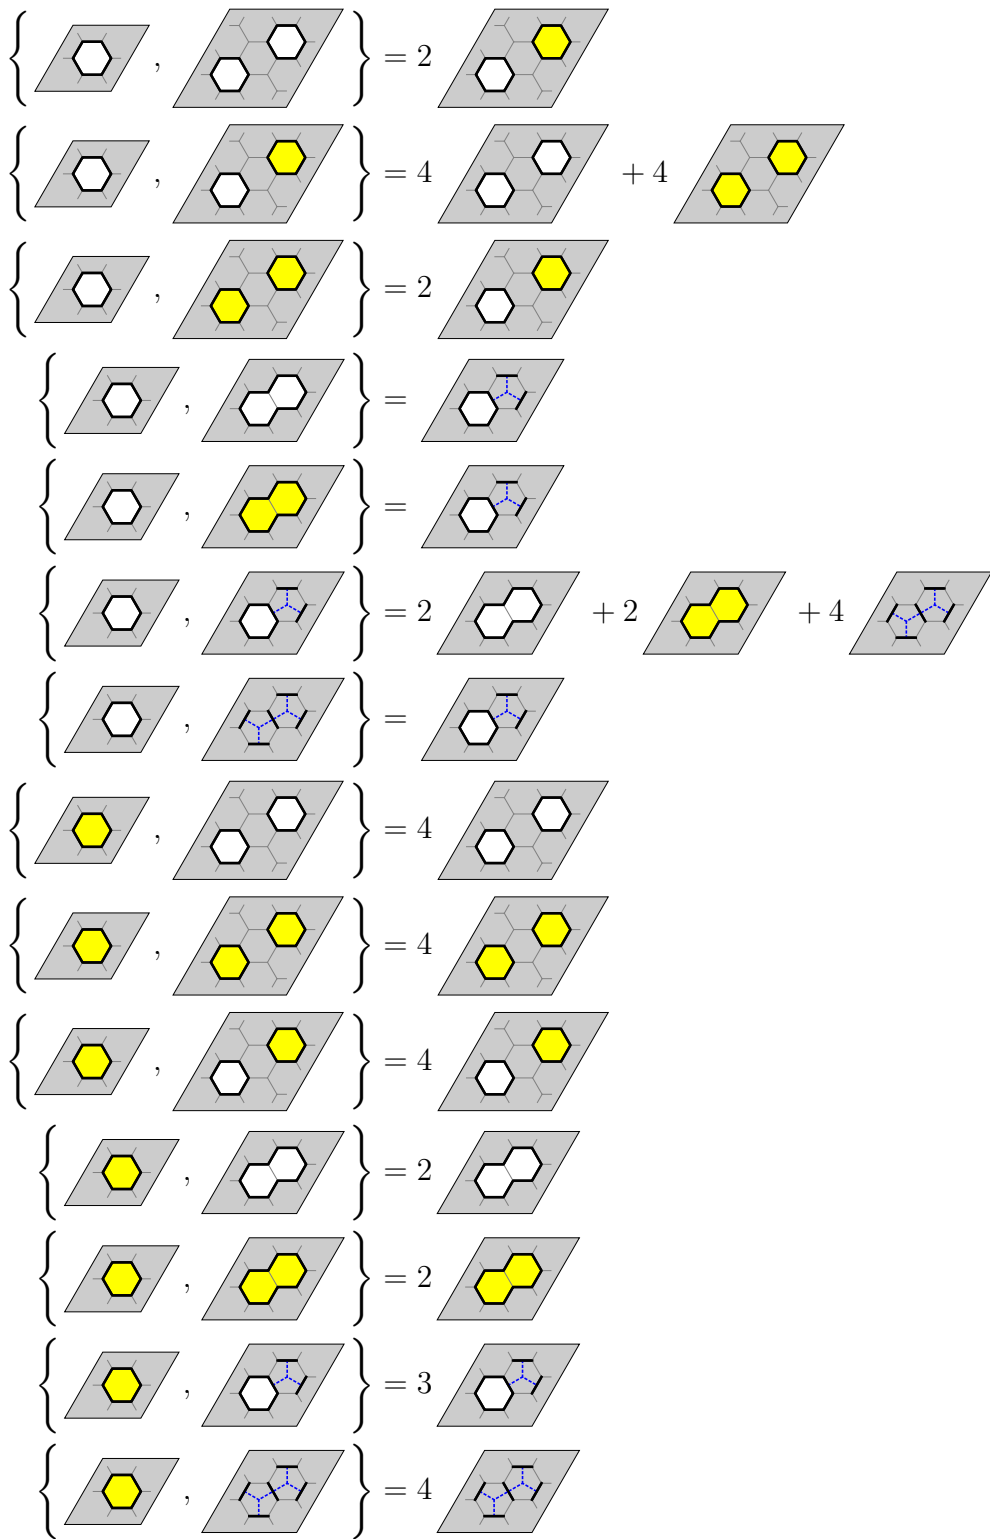 { , } = 2
{ , } = 4 + 4
{ , } = 2
{ , } =
{ , } =
{ , } = 2 + 2 + 4
{ , } =
{ , } = 4
{ , } = 4
{ , } = 4
{ , } = 2
{ , } = 2
{ , } = 3
{ , } = 4